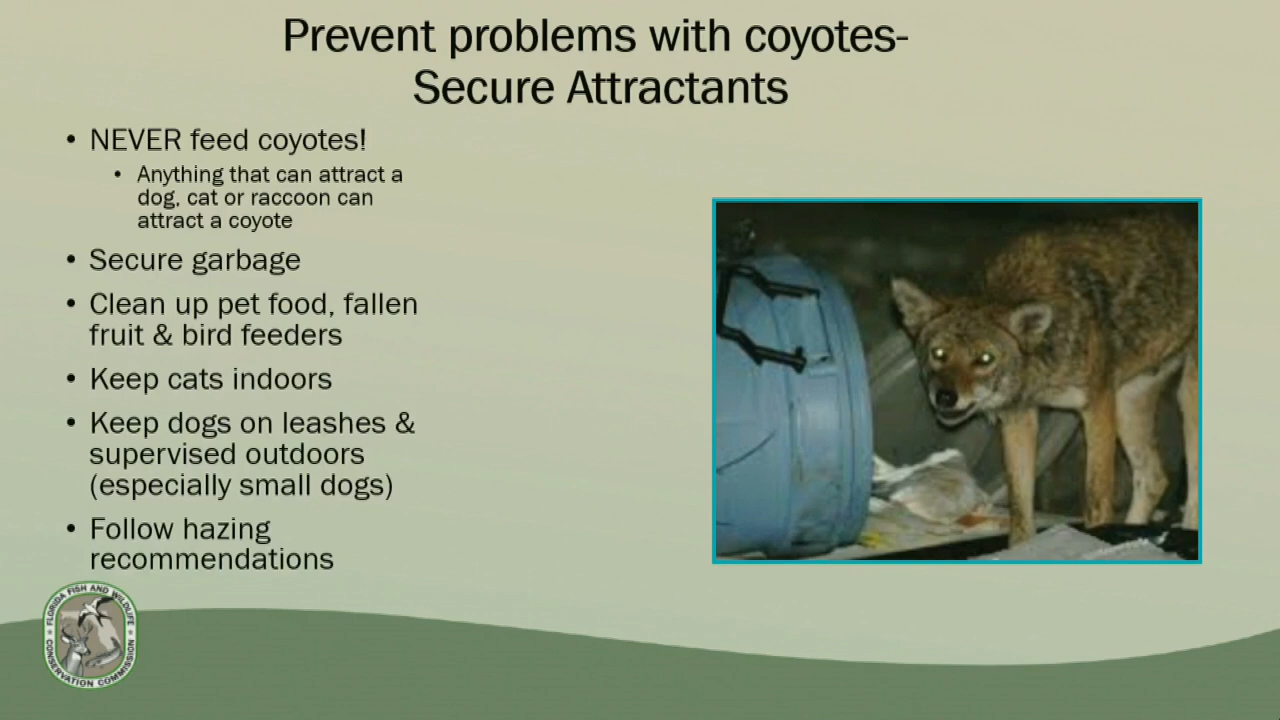 Prevent problems with coyotes-
Secure Attractants
• NEVER feed coyotes!
• Anything that can attract a
dog, cat or raccoon can
attract a coyote
• Secure garbage
• Clean up pet food, fallen
fruit & bird feeders
• Keep cats indoors
• Keep dogs on leashes &
supervised outdoors
(especially small dogs)
• Follow hazing
recommendations
FLORIDA FISH AND WILDLIFE
CONSERVATION COMMISSION